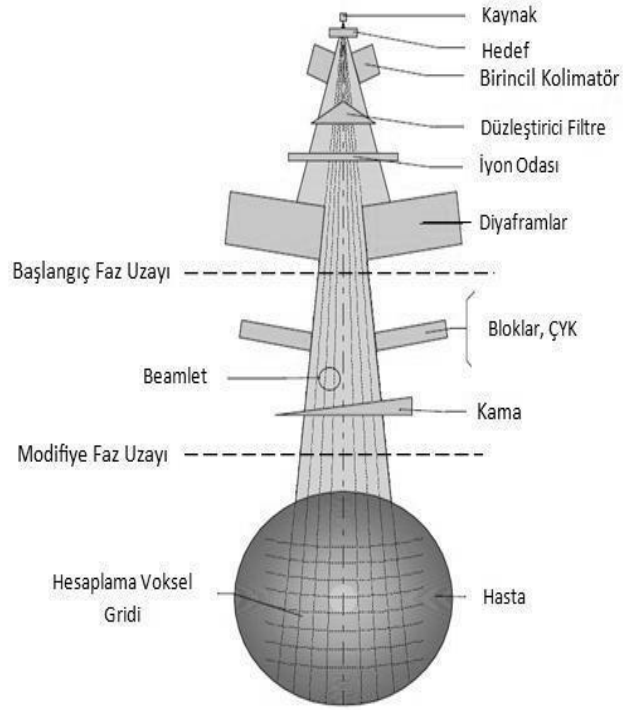 Kaynak
Hedef
Birincil Kolimatör
Düzleştirici Filtre
İyon Odası
Diyaframlar
Başlangıç Faz Uzayı
Bloklar, ÇYK
Beamlet
Kama
Modifiye Faz Uzayı
Hesaplama Voksel
Gridi
Hasta